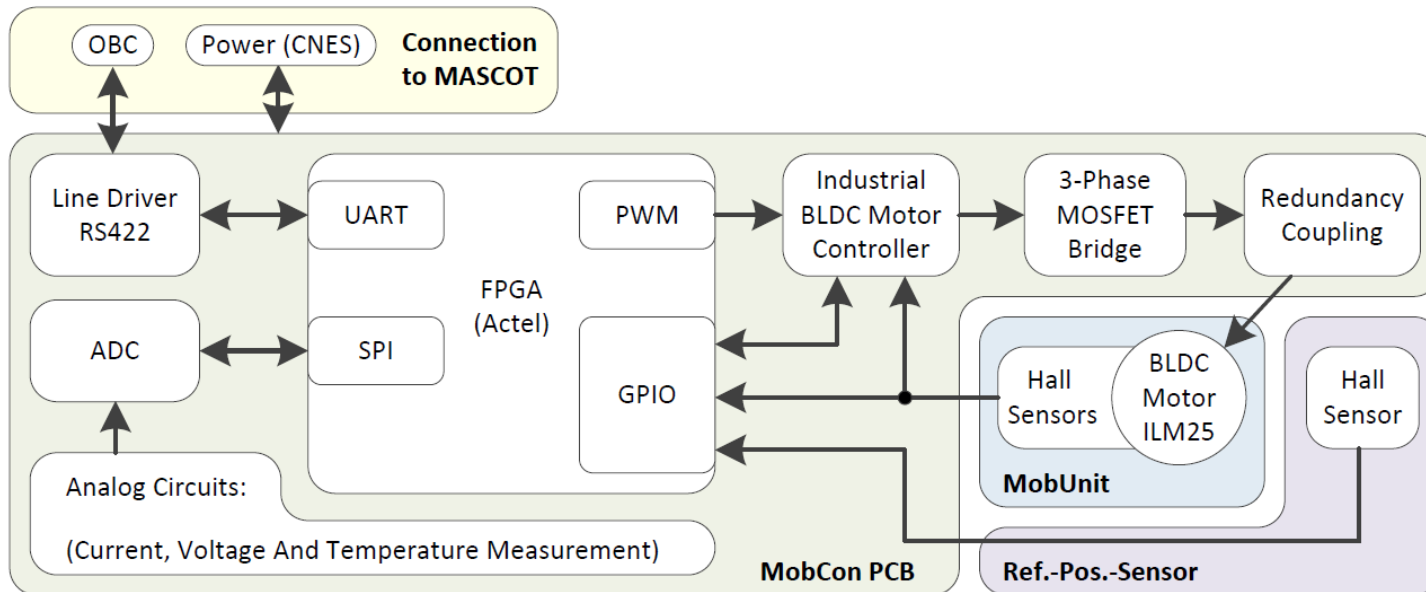 OBC
Power (CNES)
Connection
to MASCOT
Line Driver
RS422
UART
PWM
Industrial
BLDC Motor
Controller
3-Phase
MOSFET
Bridge
Redundancy
Coupling
FPGA
(Actel)
ADC
SPI
GPIO
Hall
Sensors
BLDC
Motor
ILM25
Hall
Sensor
MobUnit
Analog Circuits:
(Current, Voltage And Temperature Measurement)
MobCon PCB
Ref.-Pos.-Sensor